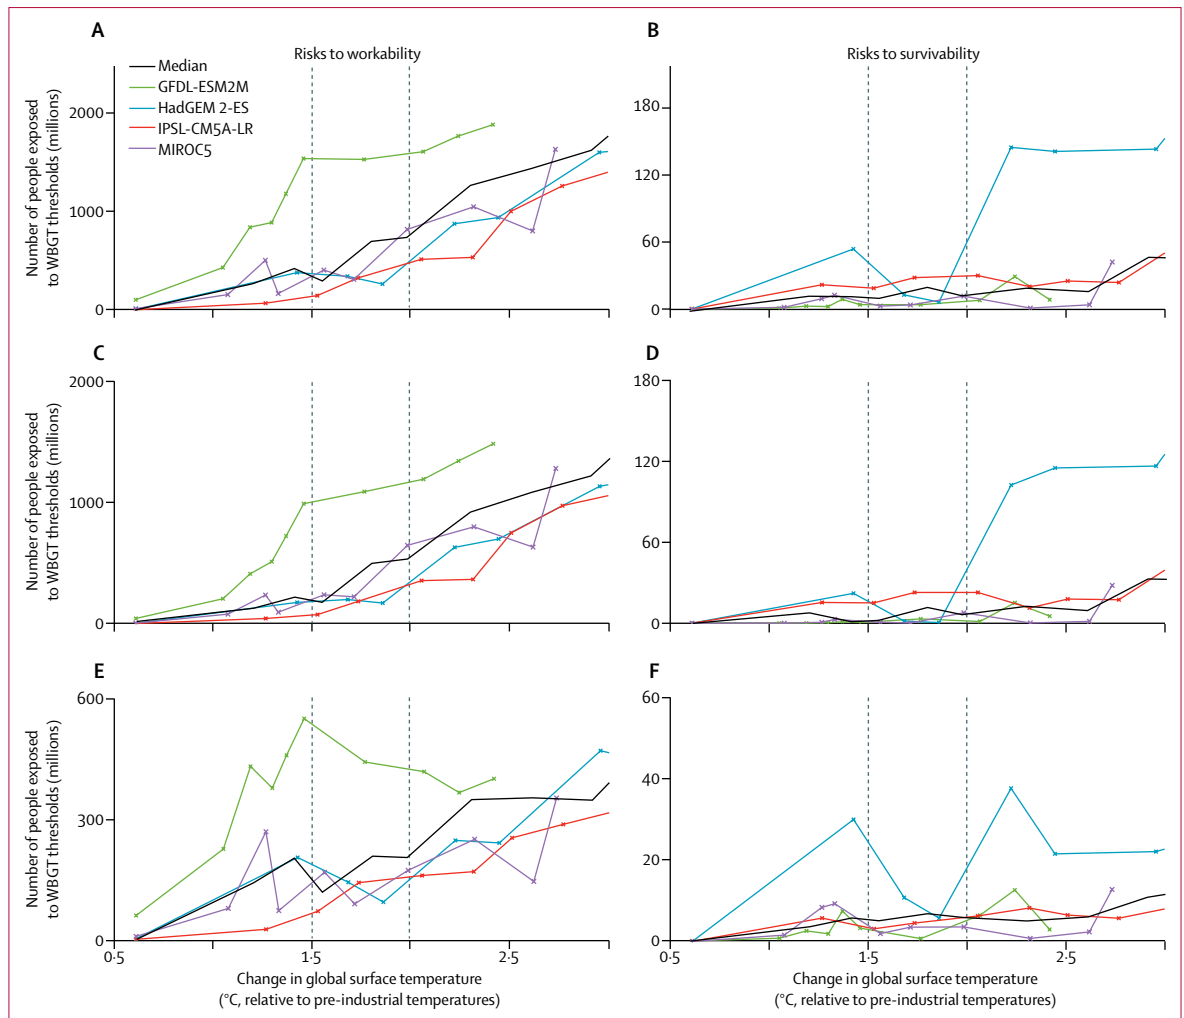 A
B
Risks to workability
Risks to survivability
Median
GFDL-ESM2M
HadGEM 2-ES
IPSL-CM5A-LR
MIROC5
Number of people exposed
to WBGT thresholds (millions)
2000
1000
0
180
120
60
0
C
D
Number of people exposed
to WBGT thresholds (millions)
2000
1000
0
180
120
60
0
E
F
Number of people exposed
to WBGT thresholds (millions)
600
300
0
60
40
20
0
0·5
1·5
2·5
0·5
1·5
2·5
Change in global surface temperature
(°C, relative to pre-industrial temperatures)
Change in global surface temperature
(°C, relative to pre-industrial temperatures)